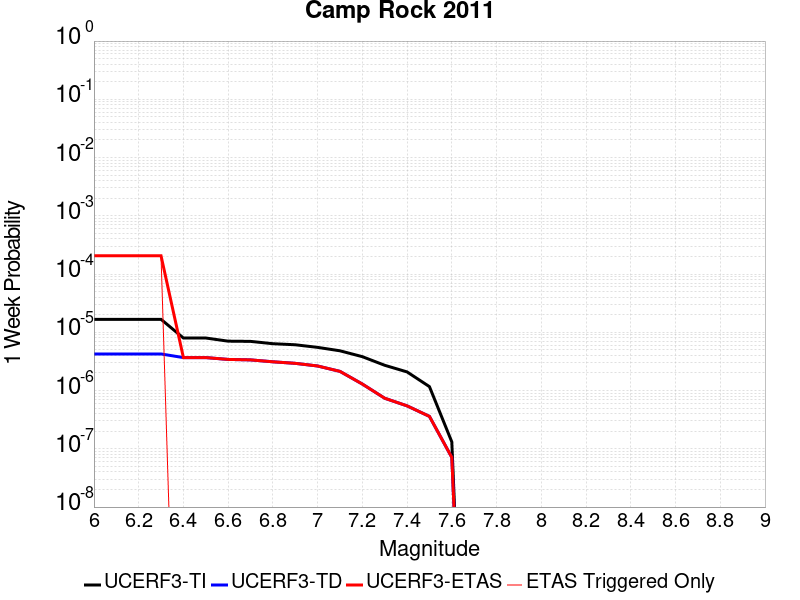 Camp Rock 2011
1 Week Probability
10^0
10^-1
10^-2
10^-3
10^-4
10^-5
10^-6
10^-7
10^-8
6 6.2 6.4 6.6 6.8 7 7.2 7.4 7.6 7.8 8 8.2 8.4 8.6 8.8 9
Magnitude
UCERF3-TI UCERF3-TD UCERF3-ETAS ETAS Triggered Only